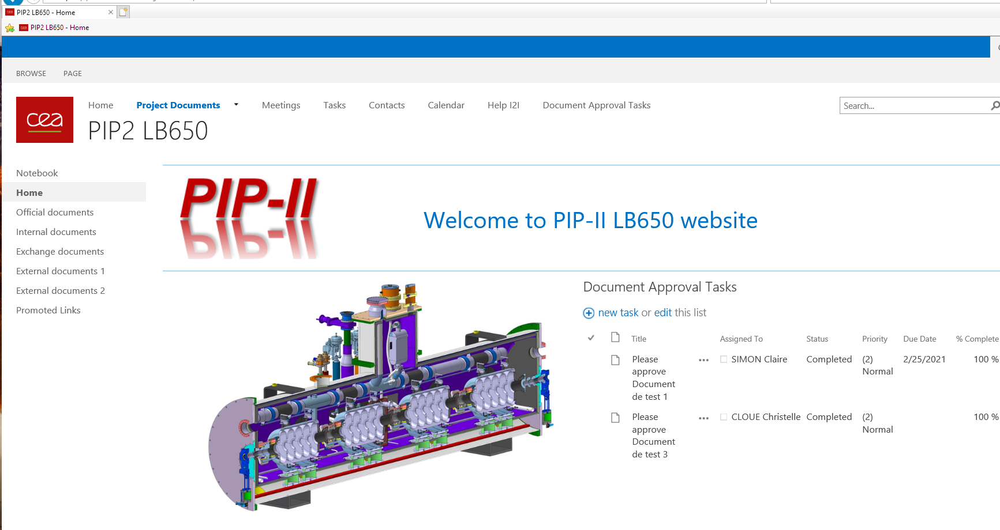 PIP2 LB650 - Home
PIP2 LB650 - Home
BROWSE PAGE
cea
Home Project Documents Meetings Tasks Contacts Calendar Help I2I Document Approval Tasks
Search...
PIP2 LB650
Notebook
Home
Official documents
Internal documents
Exchange documents
External documents 1
External documents 2
Promoted Links
PIP-II
Welcome to PIP-II LB650 website
Document Approval Tasks
new task or edit this list
Title Assigned To Status Priority Due Date % Complete
Please SIMON Claire Completed (2) 2/25/2021 100 %
approve Normal
Document
de test 1
Please CLOUE Christelle Completed (2) 100 %
approve Normal
Document
de test 3